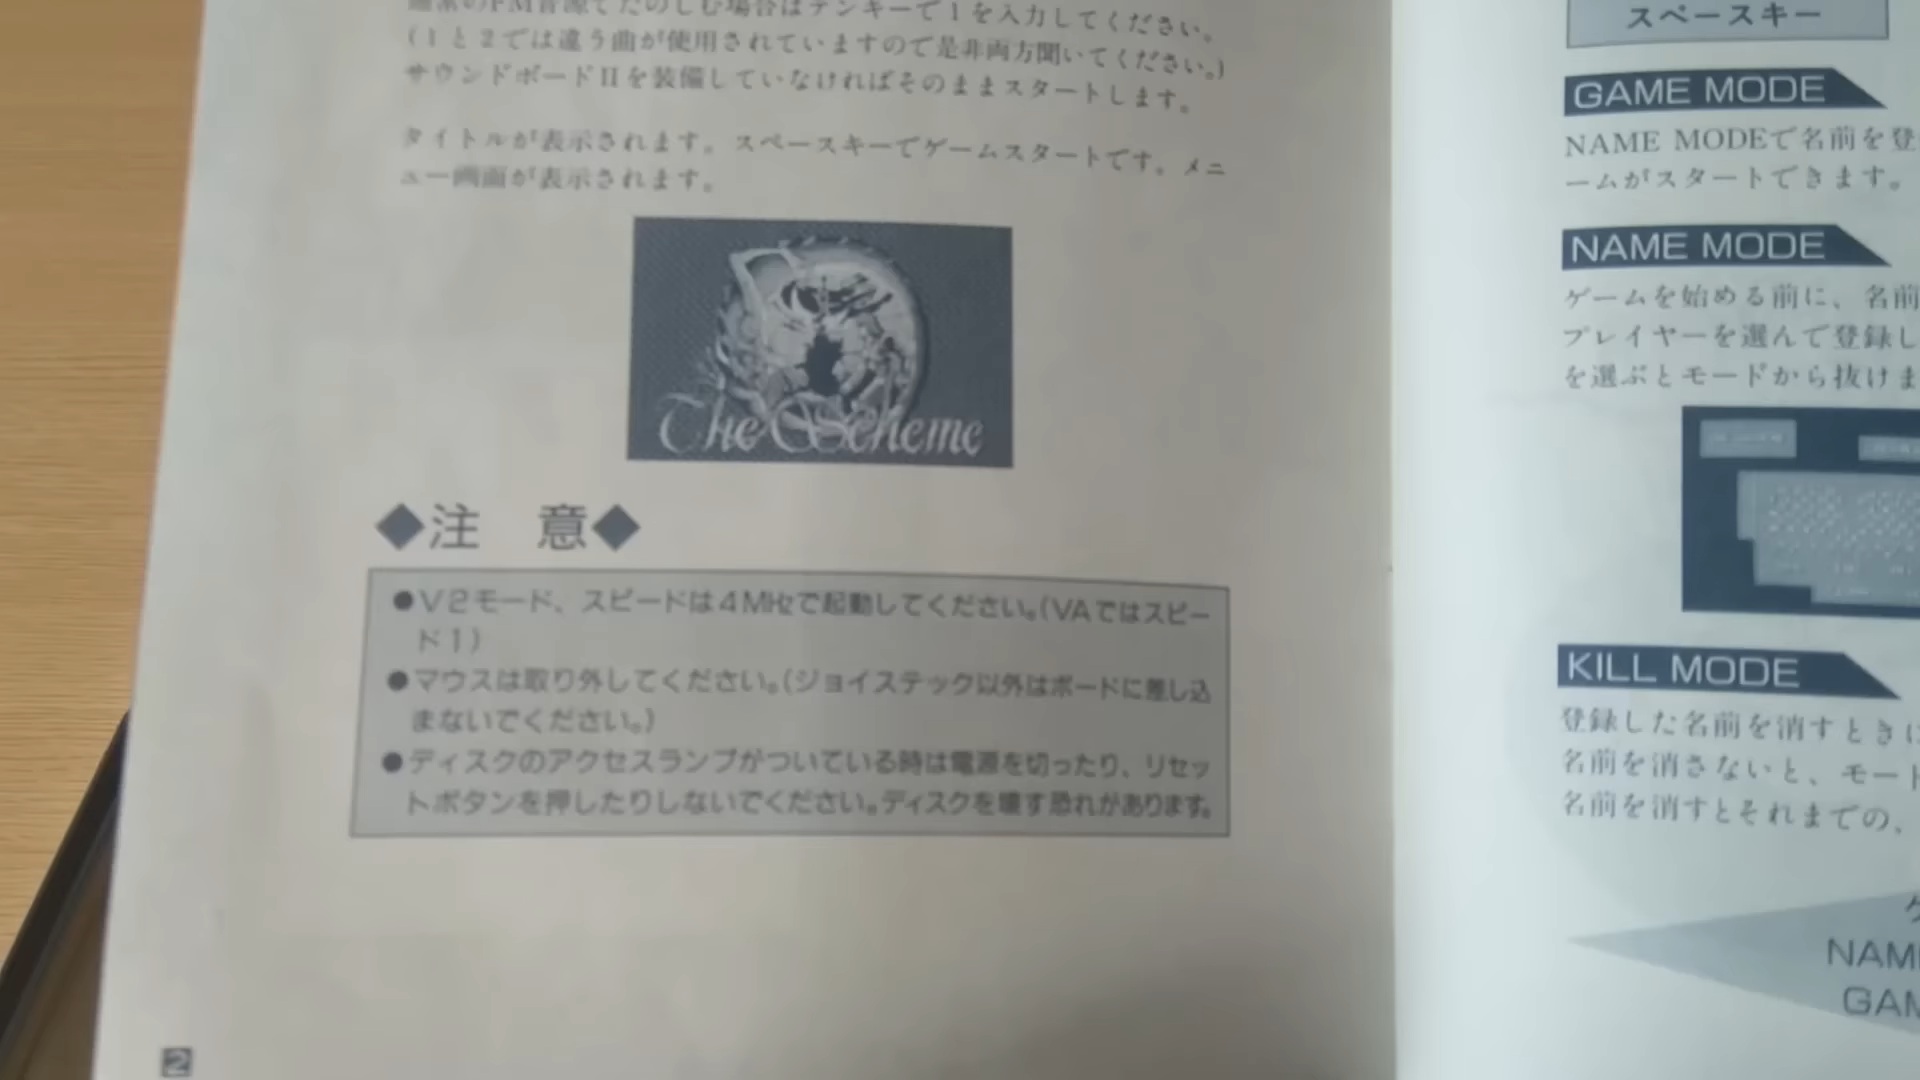 のFM音源でたのしむ場合はテンキーで1を入力してください。
(1と2では違う曲が使用されていますので是非両方聞いてください。)
サウンドボードIIを装備していなければそのままスタートします。
タイトルが表示されます。スペースキーでゲームスタートです。メニ
ュー画面が表示されます。
The Scheme
◆注 意◆
●V2モード、スピードは4MHzで起動してください。(VAではスピー
ド1)
●マウスは取り外してください。(ジョイステック以外はボードに差し込
まないでください。)
●ディスクのアクセスランプがついている時は電源を切ったり、リセッ
トボタンを押したりしないでください。ディスクを壊す恐れがあります。
2
スペースキー
GAME MODE
NAME MODEで名前を登
ームがスタートできます。
NAME MODE
ゲームを始める前に、名前
プレイヤーを選んで登録し
を選ぶとモードから抜けま
KILL MODE
登録した名前を消すときに
名前を消さないと、モード
名前を消すとそれまでの、
NAM
GAM